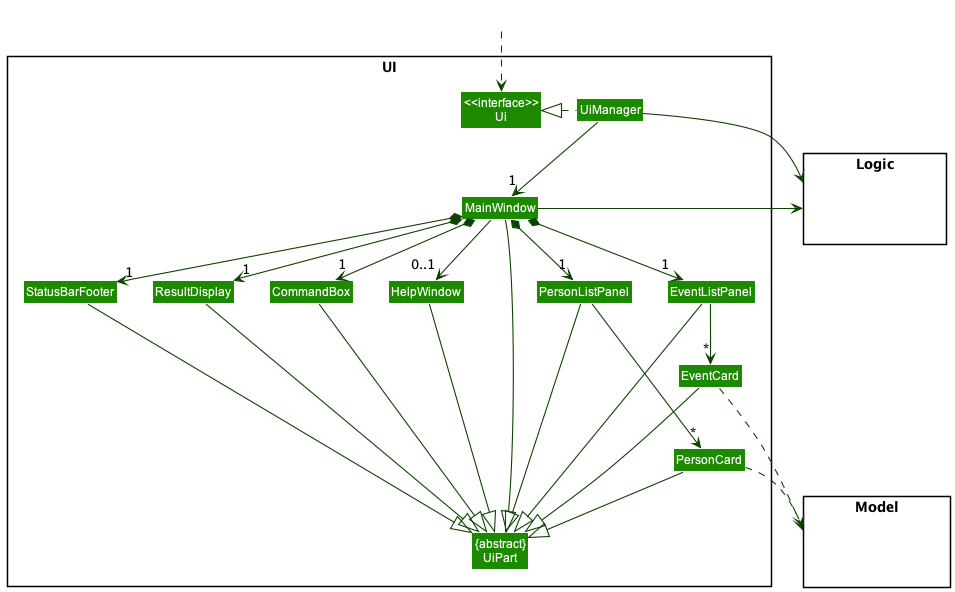 UI
<<interface>>
Ui
UiManager
Logic
1
MainWindow
1
1
1
0..1
1
1
StatusBarFooter
ResultDisplay
CommandBox
HelpWindow
PersonListPanel
EventListPanel
*
EventCard
*
PersonCard
Model
{abstract}
UiPart